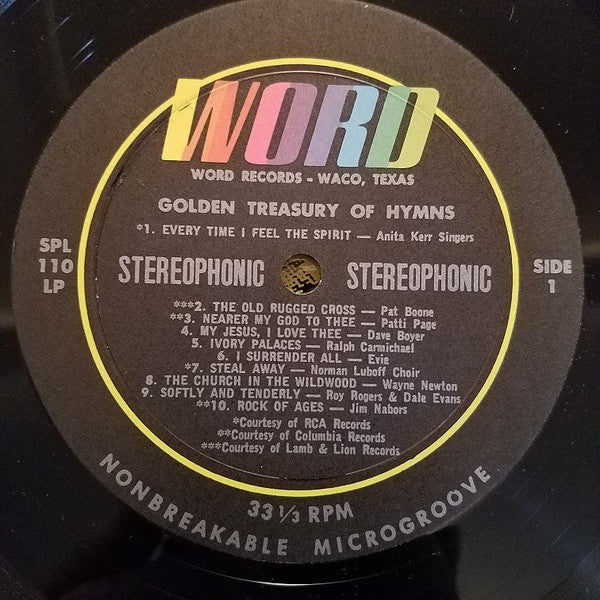 WORD
WORD RECORDS - WACO, TEXAS
GOLDEN TREASURY OF HYMNS
*1. EVERY TIME I FEEL THE SPIRIT — Anita Kerr Singers
SPL
110
LP
STEREOPHONIC STEREOPHONIC
SIDE
1
***2. THE OLD RUGGED CROSS — Pat Boone
**3. NEARER MY GOD TO THEE — Patti Page
4. MY JESUS, I LOVE THEE — Dave Boyer
5. IVORY PALACES — Ralph Carmichael
6. I SURRENDER ALL — Evie
*7. STEAL AWAY — Norman Luboff Choir
8. THE CHURCH IN THE WILDWOOD — Wayne Newton
9. SOFTLY AND TENDERLY — Roy Rogers & Dale Evans
**10. ROCK OF AGES — Jim Nabors
*Courtesy of RCA Records
**Courtesy of Columbia Records
***Courtesy of Lamb & Lion Records
33 1/3 RPM
NONBREAKABLE MICROGROOVE